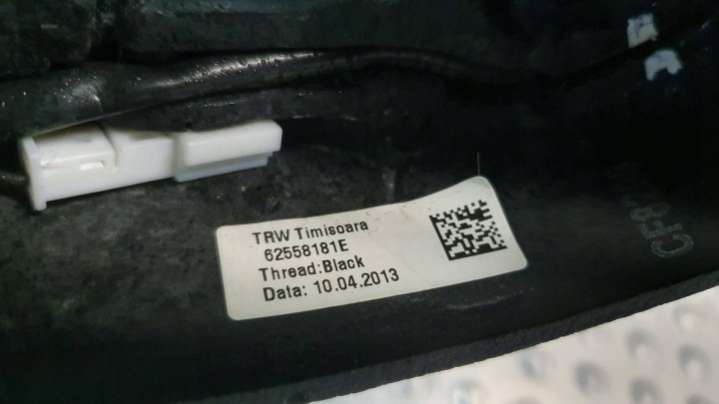 TRW Timisoara
62558181E
Thread:Black
Data: 10.04.2013